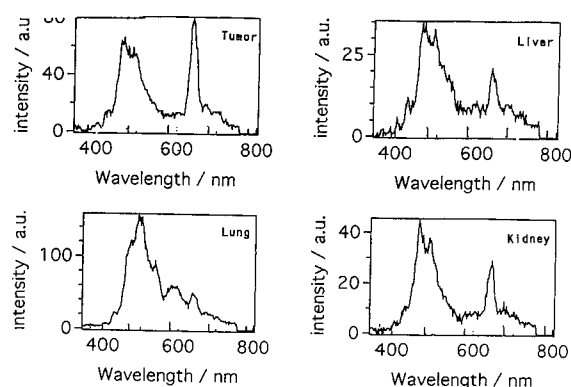 80
40
0
intensity / a.u
Tumor
400 600 800
Wavelength / nm
25
0
intensity / a.u.
Liver
400 600 800
Wavelength / nm
100
0
intensity / a.u.
Lung
400 600 800
Wavelength / nm
40
20
0
intensity / a.u.
Kidney
400 600 800
Wavelength / nm